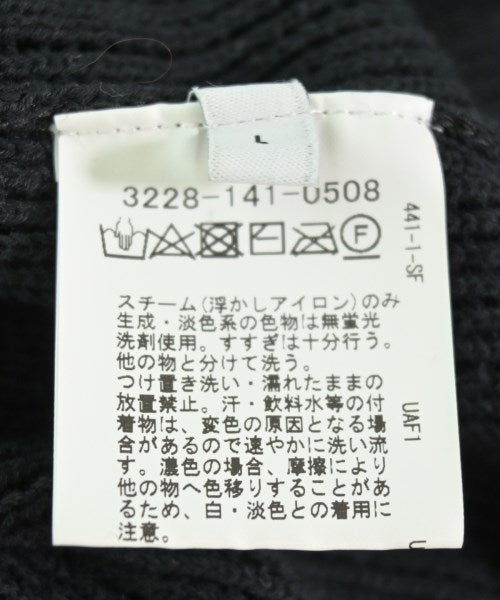 L
3228-141-0508
F
スチーム(浮かしアイロン)のみ
生成・淡色系の色物は無蛍光
洗剤使用。すすぎは十分行う。
他の物と分けて洗う。
つけ置き洗い・濡れたままの
放置禁止。汗・飲料水等の付
着物は、変色の原因となる場
合があるので速やかに洗い流
す。濃色の場合、摩擦により
他の物へ色移りすることがあ
るため、白・淡色との着用に
注意。
441-1-SF
UAF1